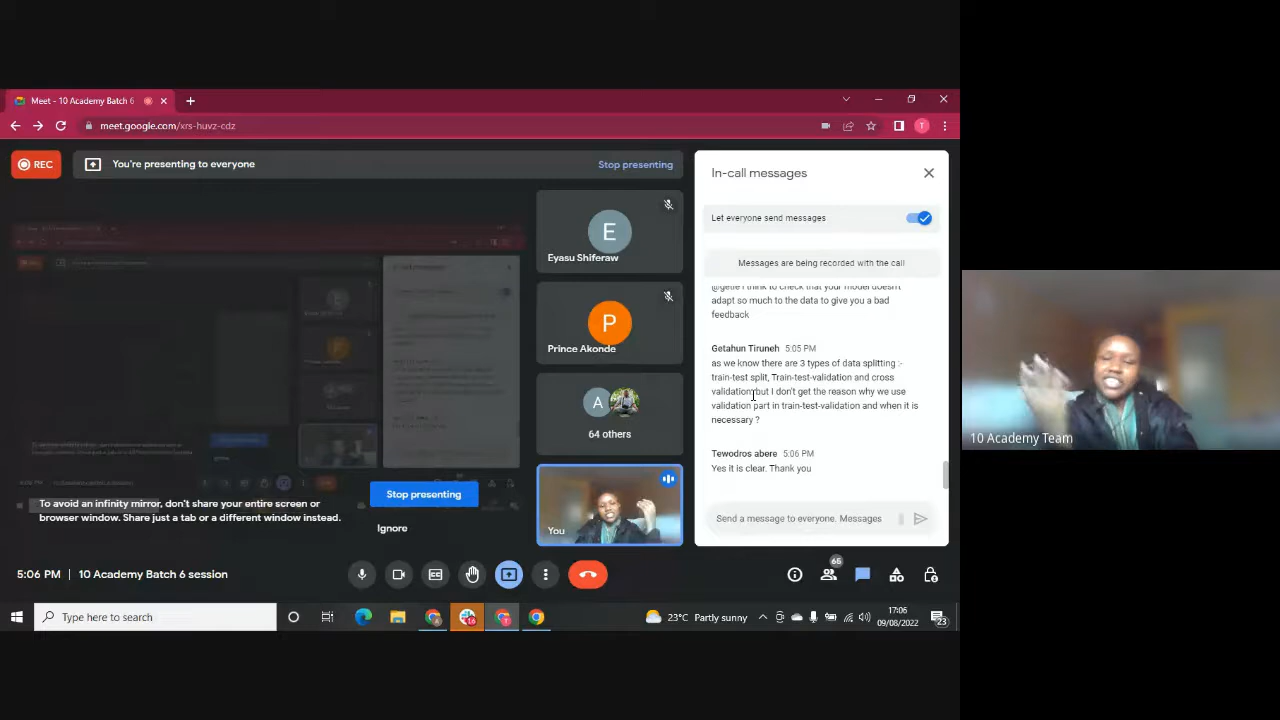 Meet - 10 Academy Batch 6
meet.google.com/xrs-huvz-cdz
T
REC
You're presenting to everyone
Stop presenting
E
Eyasu Shiferaw
P
Prince Akonde
A
64 others
You
To avoid an infinity mirror, don't share your entire screen or
browser window. Share just a tab or a different window instead.
Stop presenting
Ignore
In-call messages
Let everyone send messages
Messages are being recorded with the call
@getie I think to check that your model doesn't
adapt so much to the data to give you a bad
feedback
Getahun Tiruneh 5:05 PM
as we know there are 3 types of data splitting :-
train-test split, Train-test-validation and cross
validation but I don't get the reason why we use
validation part in train-test-validation and when it is
necessary ?
Tewodros abere 5:06 PM
Yes it is clear. Thank you
Send a message to everyone. Messages
5:06 PM | 10 Academy Batch 6 session
65
Type here to search
23°C Partly sunny
17:06
09/08/2022
23
10 Academy Team